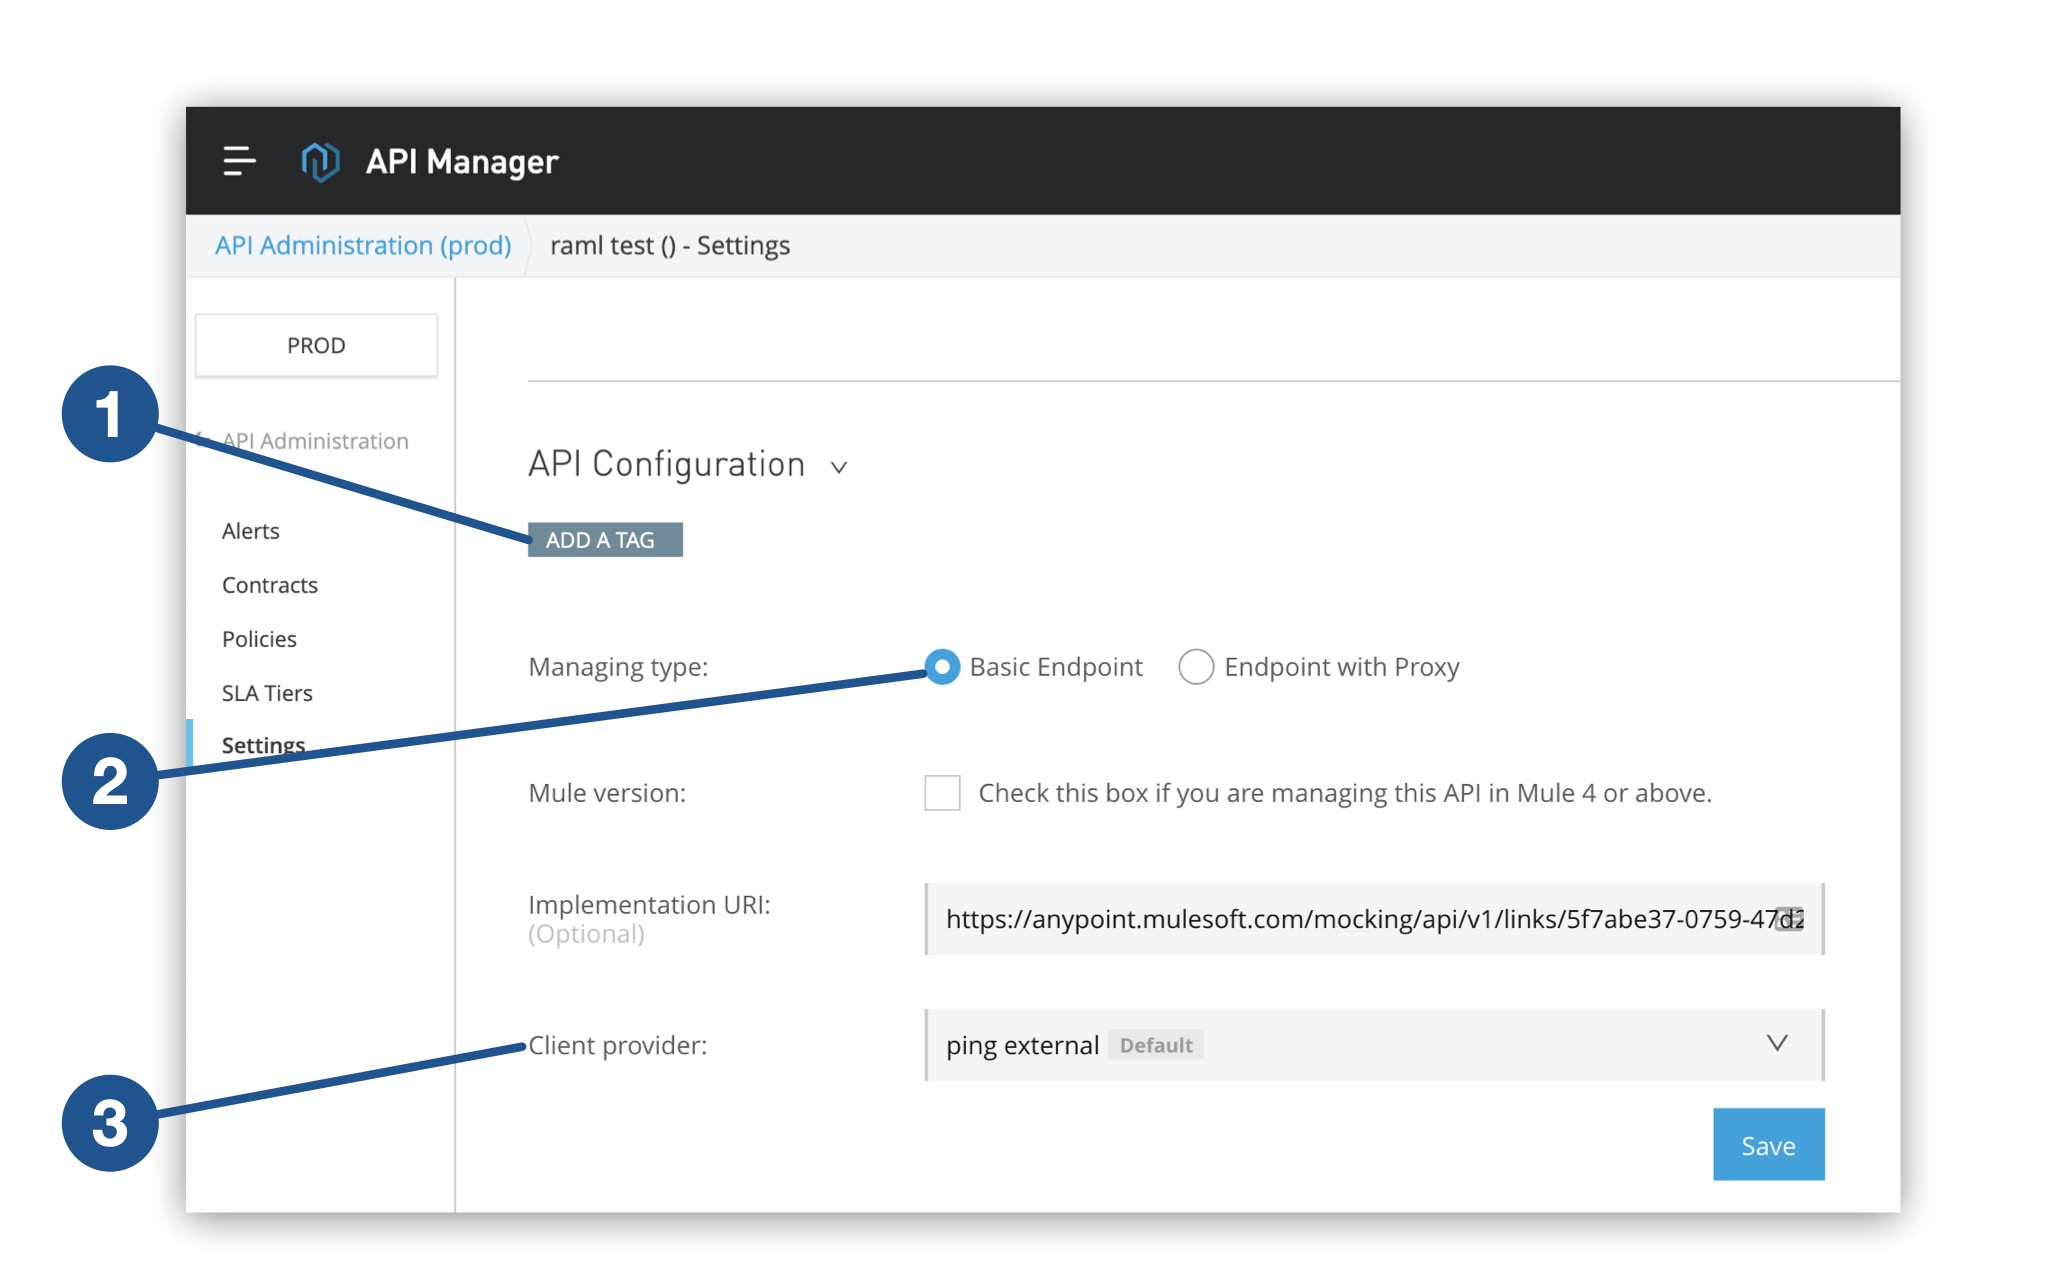 API Manager
API Administration (prod)
raml test () - Settings
PROD
1
API Administration
API Configuration
ADD A TAG
Alerts
Contracts
Policies
SLA Tiers
Settings
Managing type:
Basic Endpoint
Endpoint with Proxy
2
Mule version:
Check this box if you are managing this API in Mule 4 or above.
Implementation URI:
(Optional)
https://anypoint.mulesoft.com/mocking/api/v1/links/5f7abe37-0759-47d2
3
Client provider:
ping external Default
Save